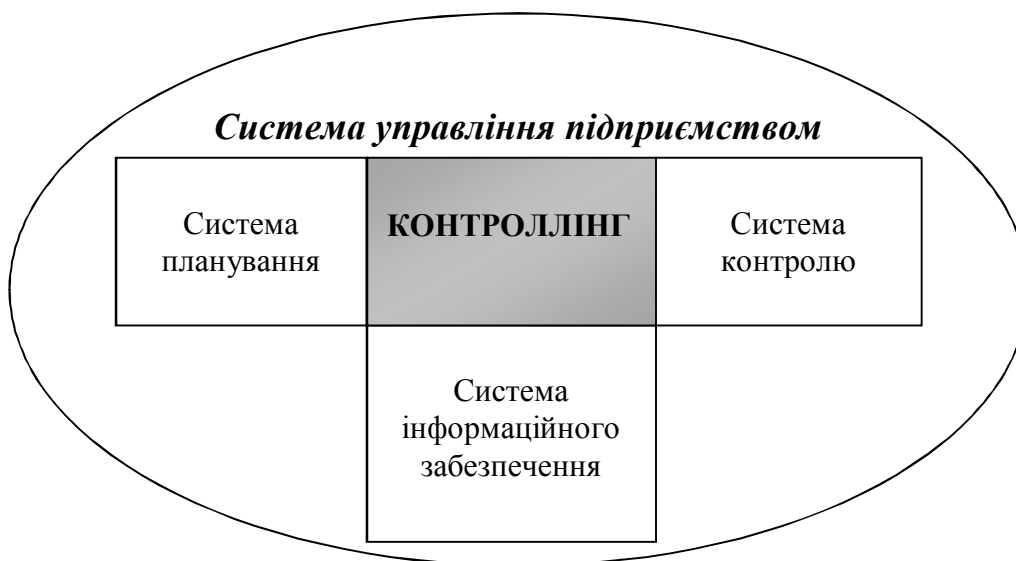 Система управління підприємством
Система
планування
КОНТРОЛЛІНГ
Система
контролю
Система
інформаційного
забезпечення